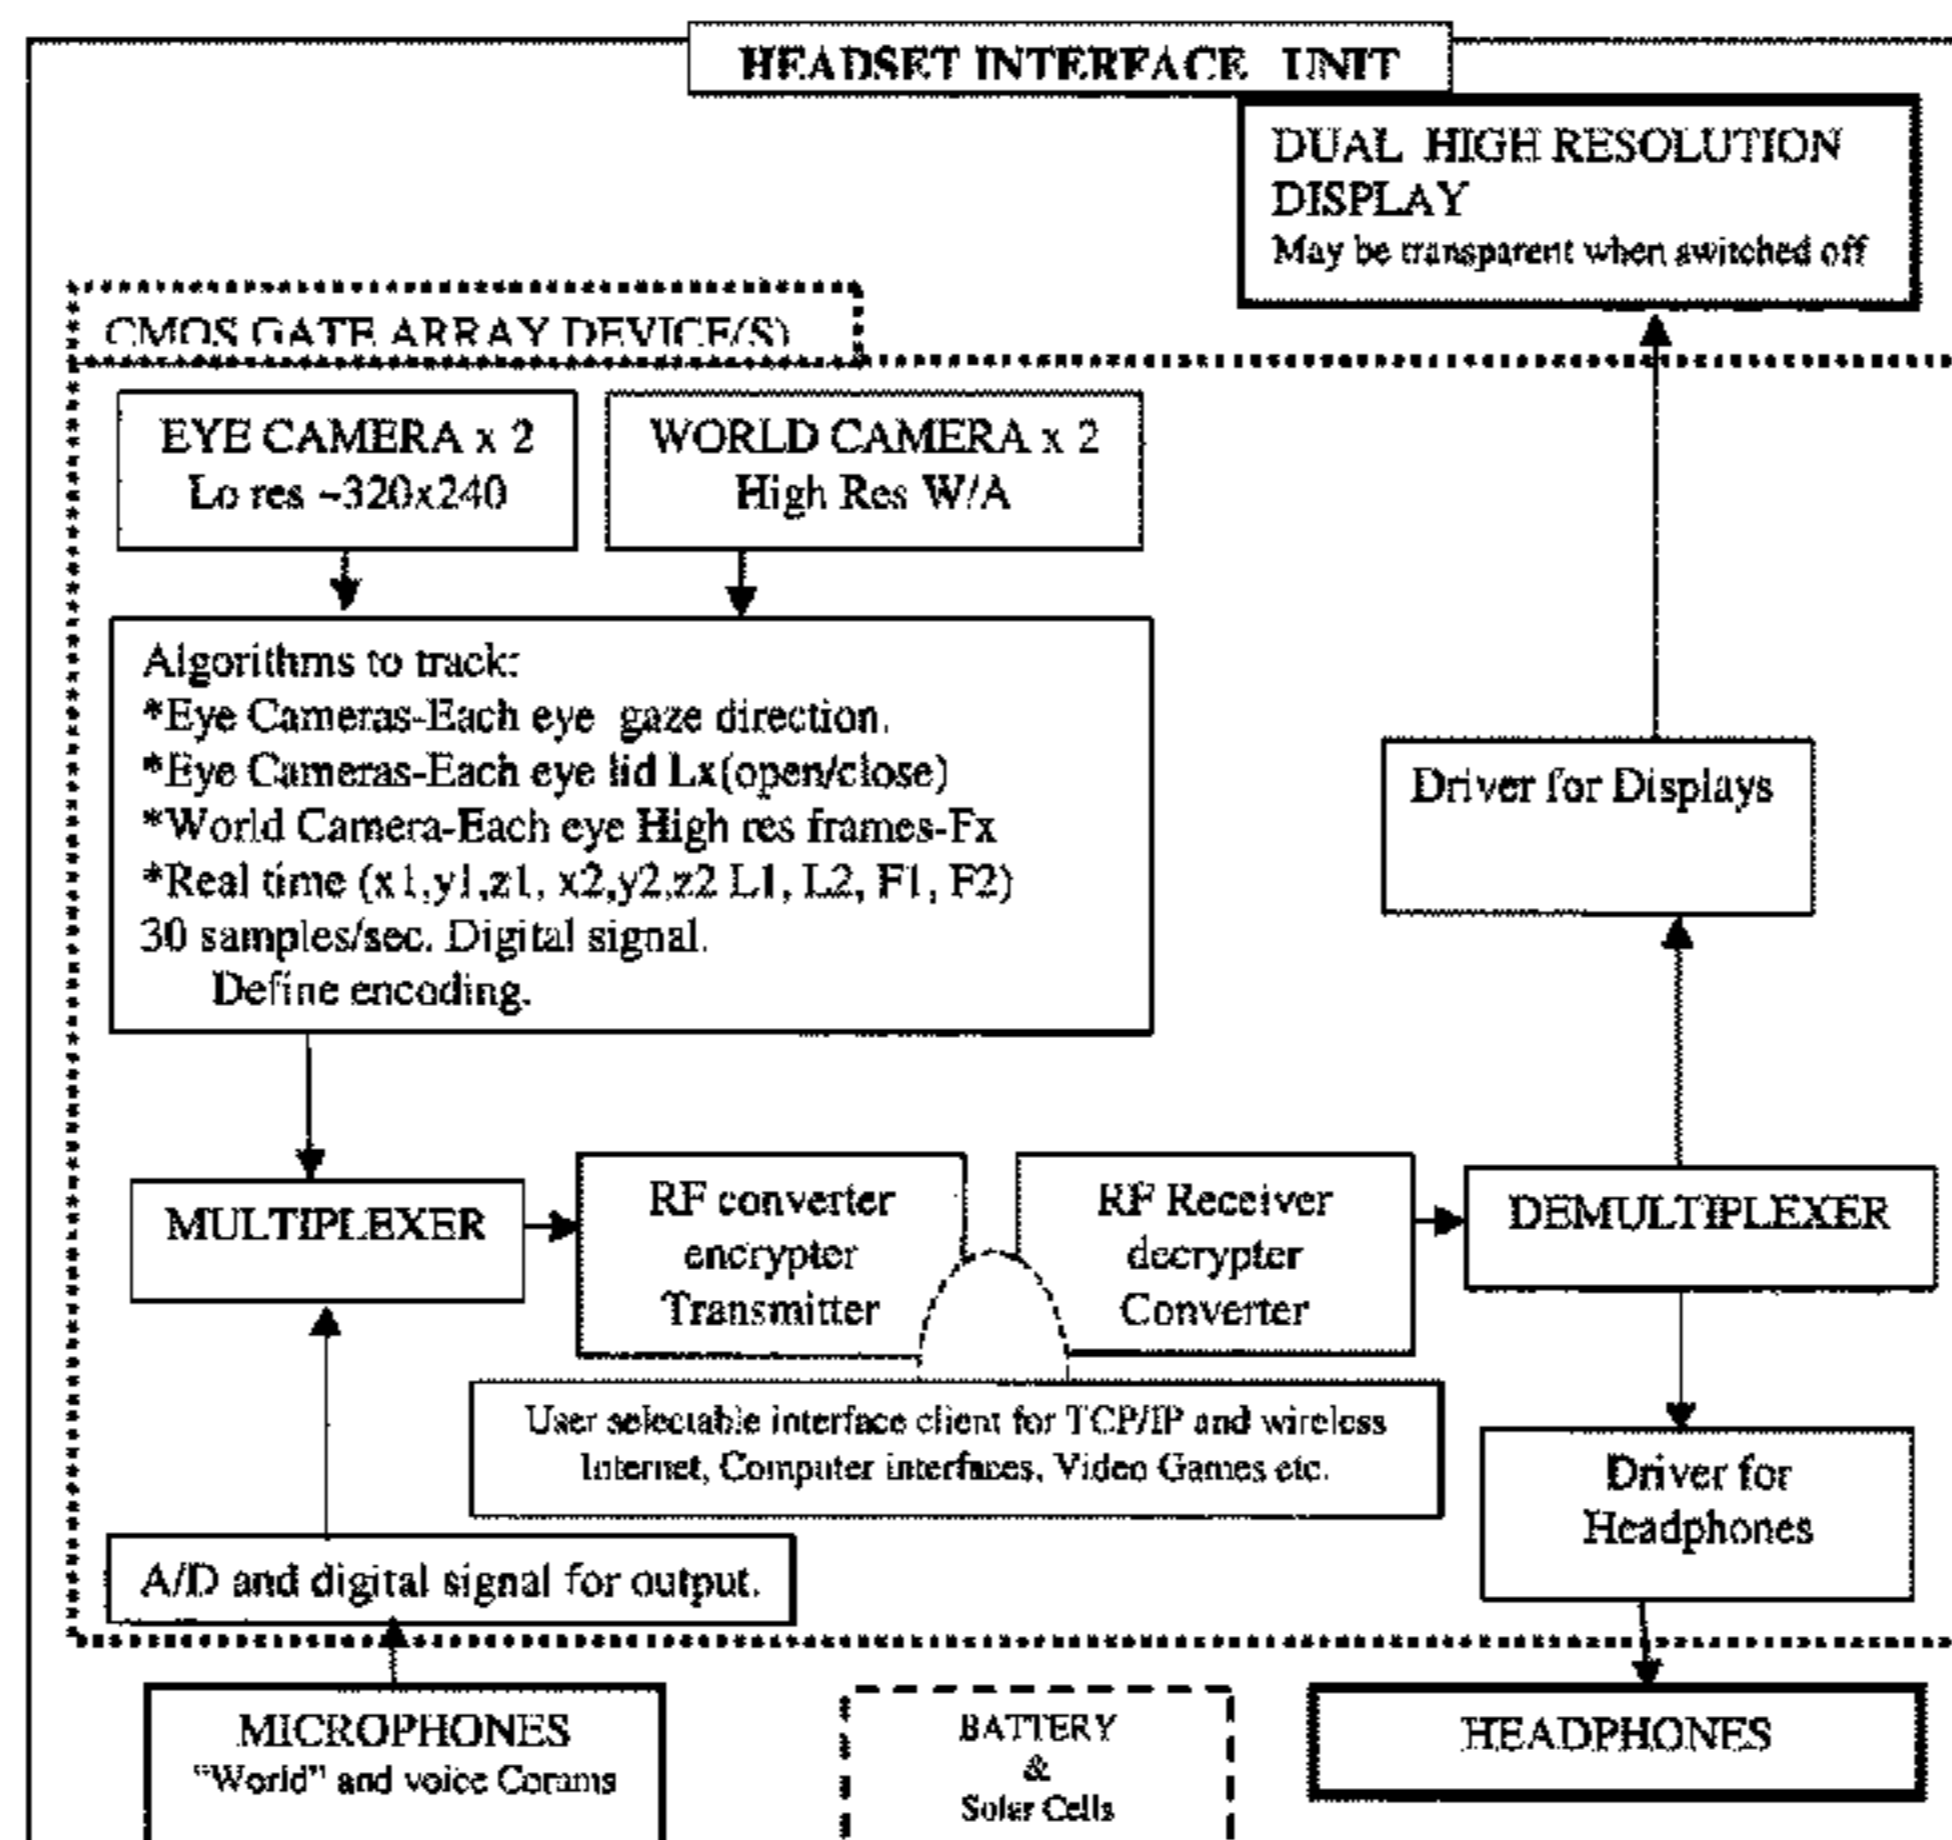 HEADSET INTERFACE UNIT
DUAL HIGH RESOLUTION
DISPLAY
May be transparent when switched off
CMOS GATE ARRAY DEVICE(S)
EYE CAMERA x 2
Lo res ~320x240
WORLD CAMERA x 2
High Res W/A
Algorithms to track:
*Eye Cameras-Each eye gaze direction.
*Eye Cameras-Each eye lid Lx(open/close)
*World Camera-Each eye High res frames-Fx
*Real time (x1,y1,z1, x2,y2,z2 L1, L2, F1, F2)
30 samples/sec. Digital signal.
Define encoding.
Driver for Displays
MULTIPLEXER
RF converter
encrypter
Transmitter
RF Receiver
decrypter
Converter
DEMULTIPLEXER
User selectable interface client for TCP/IP and wireless
Internet, Computer interfaces, Video Games etc.
Driver for
Headphones
A/D and digital signal for output.
MICROPHONES
"World" and voice Comms
BATTERY
&
Solar Cells
HEADPHONES